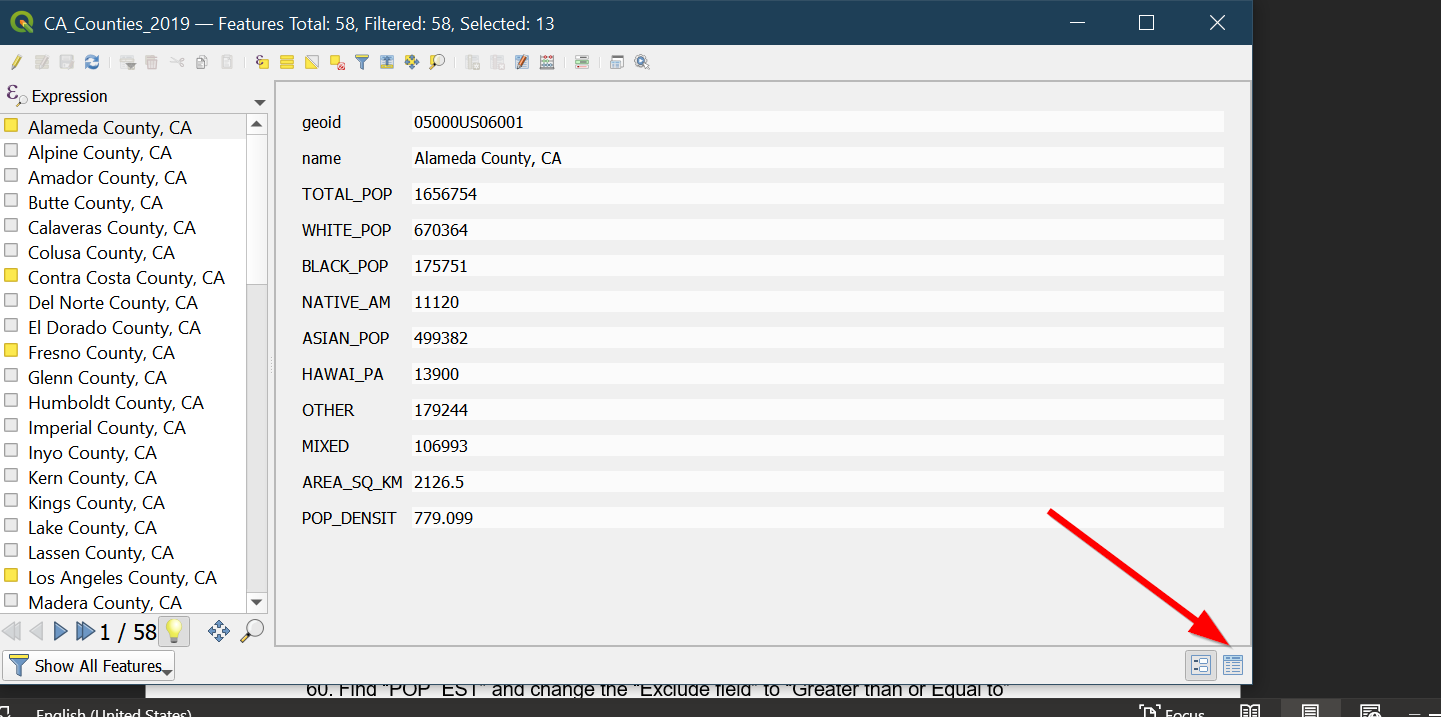 CA_Counties_2019 — Features Total: 58, Filtered: 58, Selected: 13
Expression
Alameda County, CA
Alpine County, CA
Amador County, CA
Butte County, CA
Calaveras County, CA
Colusa County, CA
Contra Costa County, CA
Del Norte County, CA
El Dorado County, CA
Fresno County, CA
Glenn County, CA
Humboldt County, CA
Imperial County, CA
Inyo County, CA
Kern County, CA
Kings County, CA
Lake County, CA
Lassen County, CA
Los Angeles County, CA
Madera County, CA
1 / 58
Show All Features
geoid 05000US06001
name Alameda County, CA
TOTAL_POP 1656754
WHITE_POP 670364
BLACK_POP 175751
NATIVE_AM 11120
ASIAN_POP 499382
HAWAI_PA 13900
OTHER 179244
MIXED 106993
AREA_SQ_KM 2126.5
POP_DENSIT 779.099
60. Find “POP_EST” and change the “Exclude field” to “Greater than or Equal to”
English (United States)
Focus